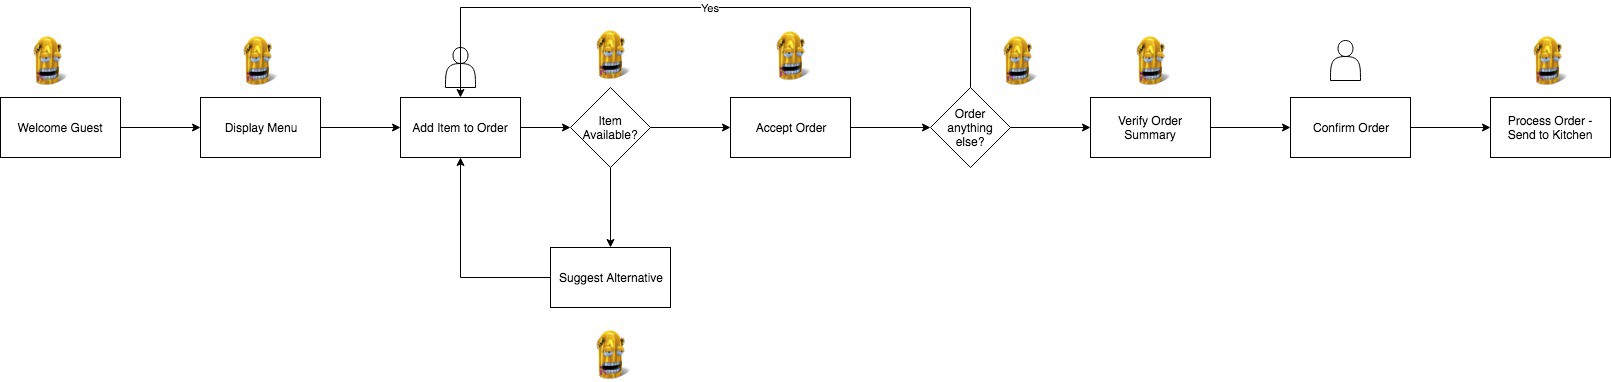 Yes
Welcome Guest
Display Menu
Add Item to Order
Item
Available?
Accept Order
Order
anything
else?
Verify Order
Summary
Confirm Order
Process Order -
Send to Kitchen
Suggest Alternative